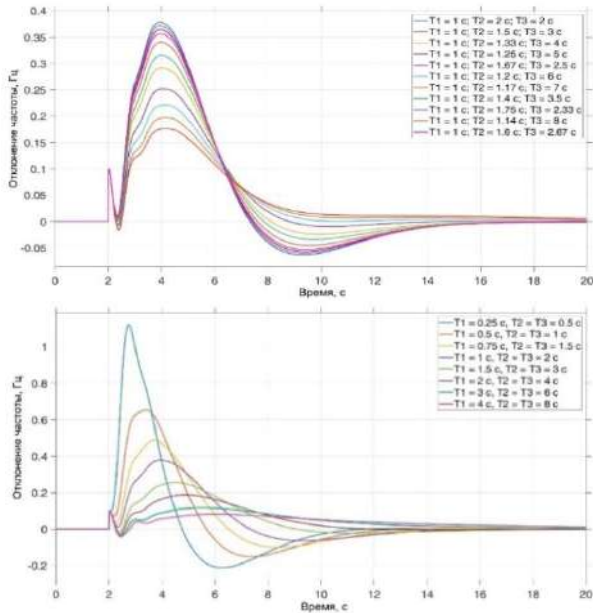 0.4
0.35
0.3
0.25
0.2
0.15
0.1
0.05
0
-0.05
Отклонение частоты, Гц
T1 = 1 c; T2 = 2 c; T3 = 2 c
T1 = 1 c; T2 = 1.5 c; T3 = 3 c
T1 = 1 c; T2 = 1.33 c; T3 = 4 c
T1 = 1 c; T2 = 1.25 c; T3 = 5 c
T1 = 1 c; T2 = 1.67 c; T3 = 2.5 c
T1 = 1 c; T2 = 1.2 c; T3 = 6 c
T1 = 1 c; T2 = 1.17 c; T3 = 7 c
T1 = 1 c; T2 = 1.4 c; T3 = 3.5 c
T1 = 1 c; T2 = 1.75 c; T3 = 2.33 c
T1 = 1 c; T2 = 1.14 c; T3 = 8 c
T1 = 1 c; T2 = 1.6 c; T3 = 2.67 c
0 2 4 6 8 10 12 14 16 18 20
Время, с
1
0.8
0.6
0.4
0.2
0
-0.2
Отклонение частоты, Гц
T1 = 0.25 c, T2 = T3 = 0.5 c
T1 = 0.5 c, T2 = T3 = 1 c
T1 = 0.75 c, T2 = T3 = 1.5 c
T1 = 1 c, T2 = T3 = 2 c
T1 = 1.5 c, T2 = T3 = 3 c
T1 = 2 c, T2 = T3 = 4 c
T1 = 3 c, T2 = T3 = 6 c
T1 = 4 c, T2 = T3 = 8 c
0 2 4 6 8 10 12 14 16 18 20
Время, с